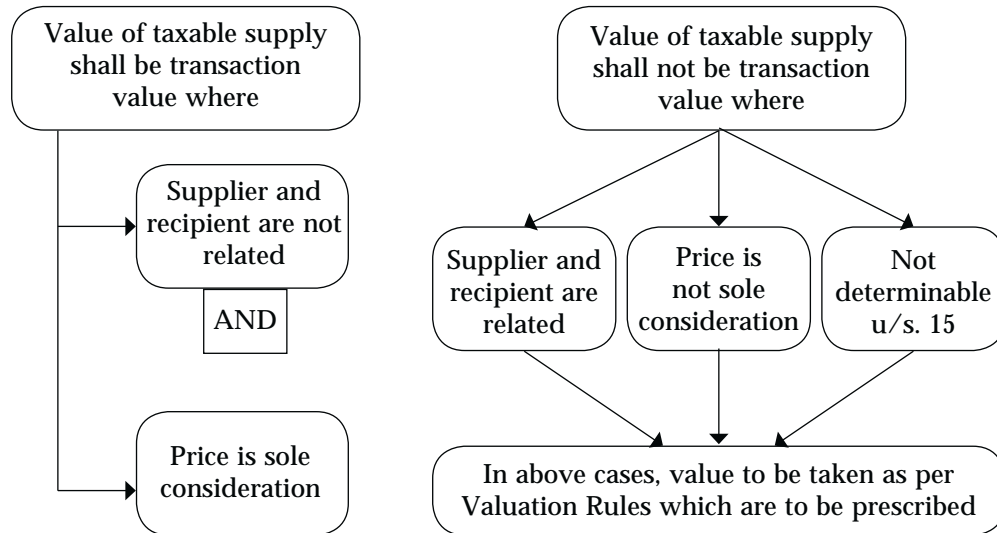 Value of taxable supply
shall be transaction
value where
Supplier and
recipient are not
related
AND
Price is sole
consideration
Value of taxable supply
shall not be transaction
value where
Supplier and
recipient are
related
Price is
not sole
consideration
Not
determinable
u/s. 15
In above cases, value to be taken as per
Valuation Rules which are to be prescribed